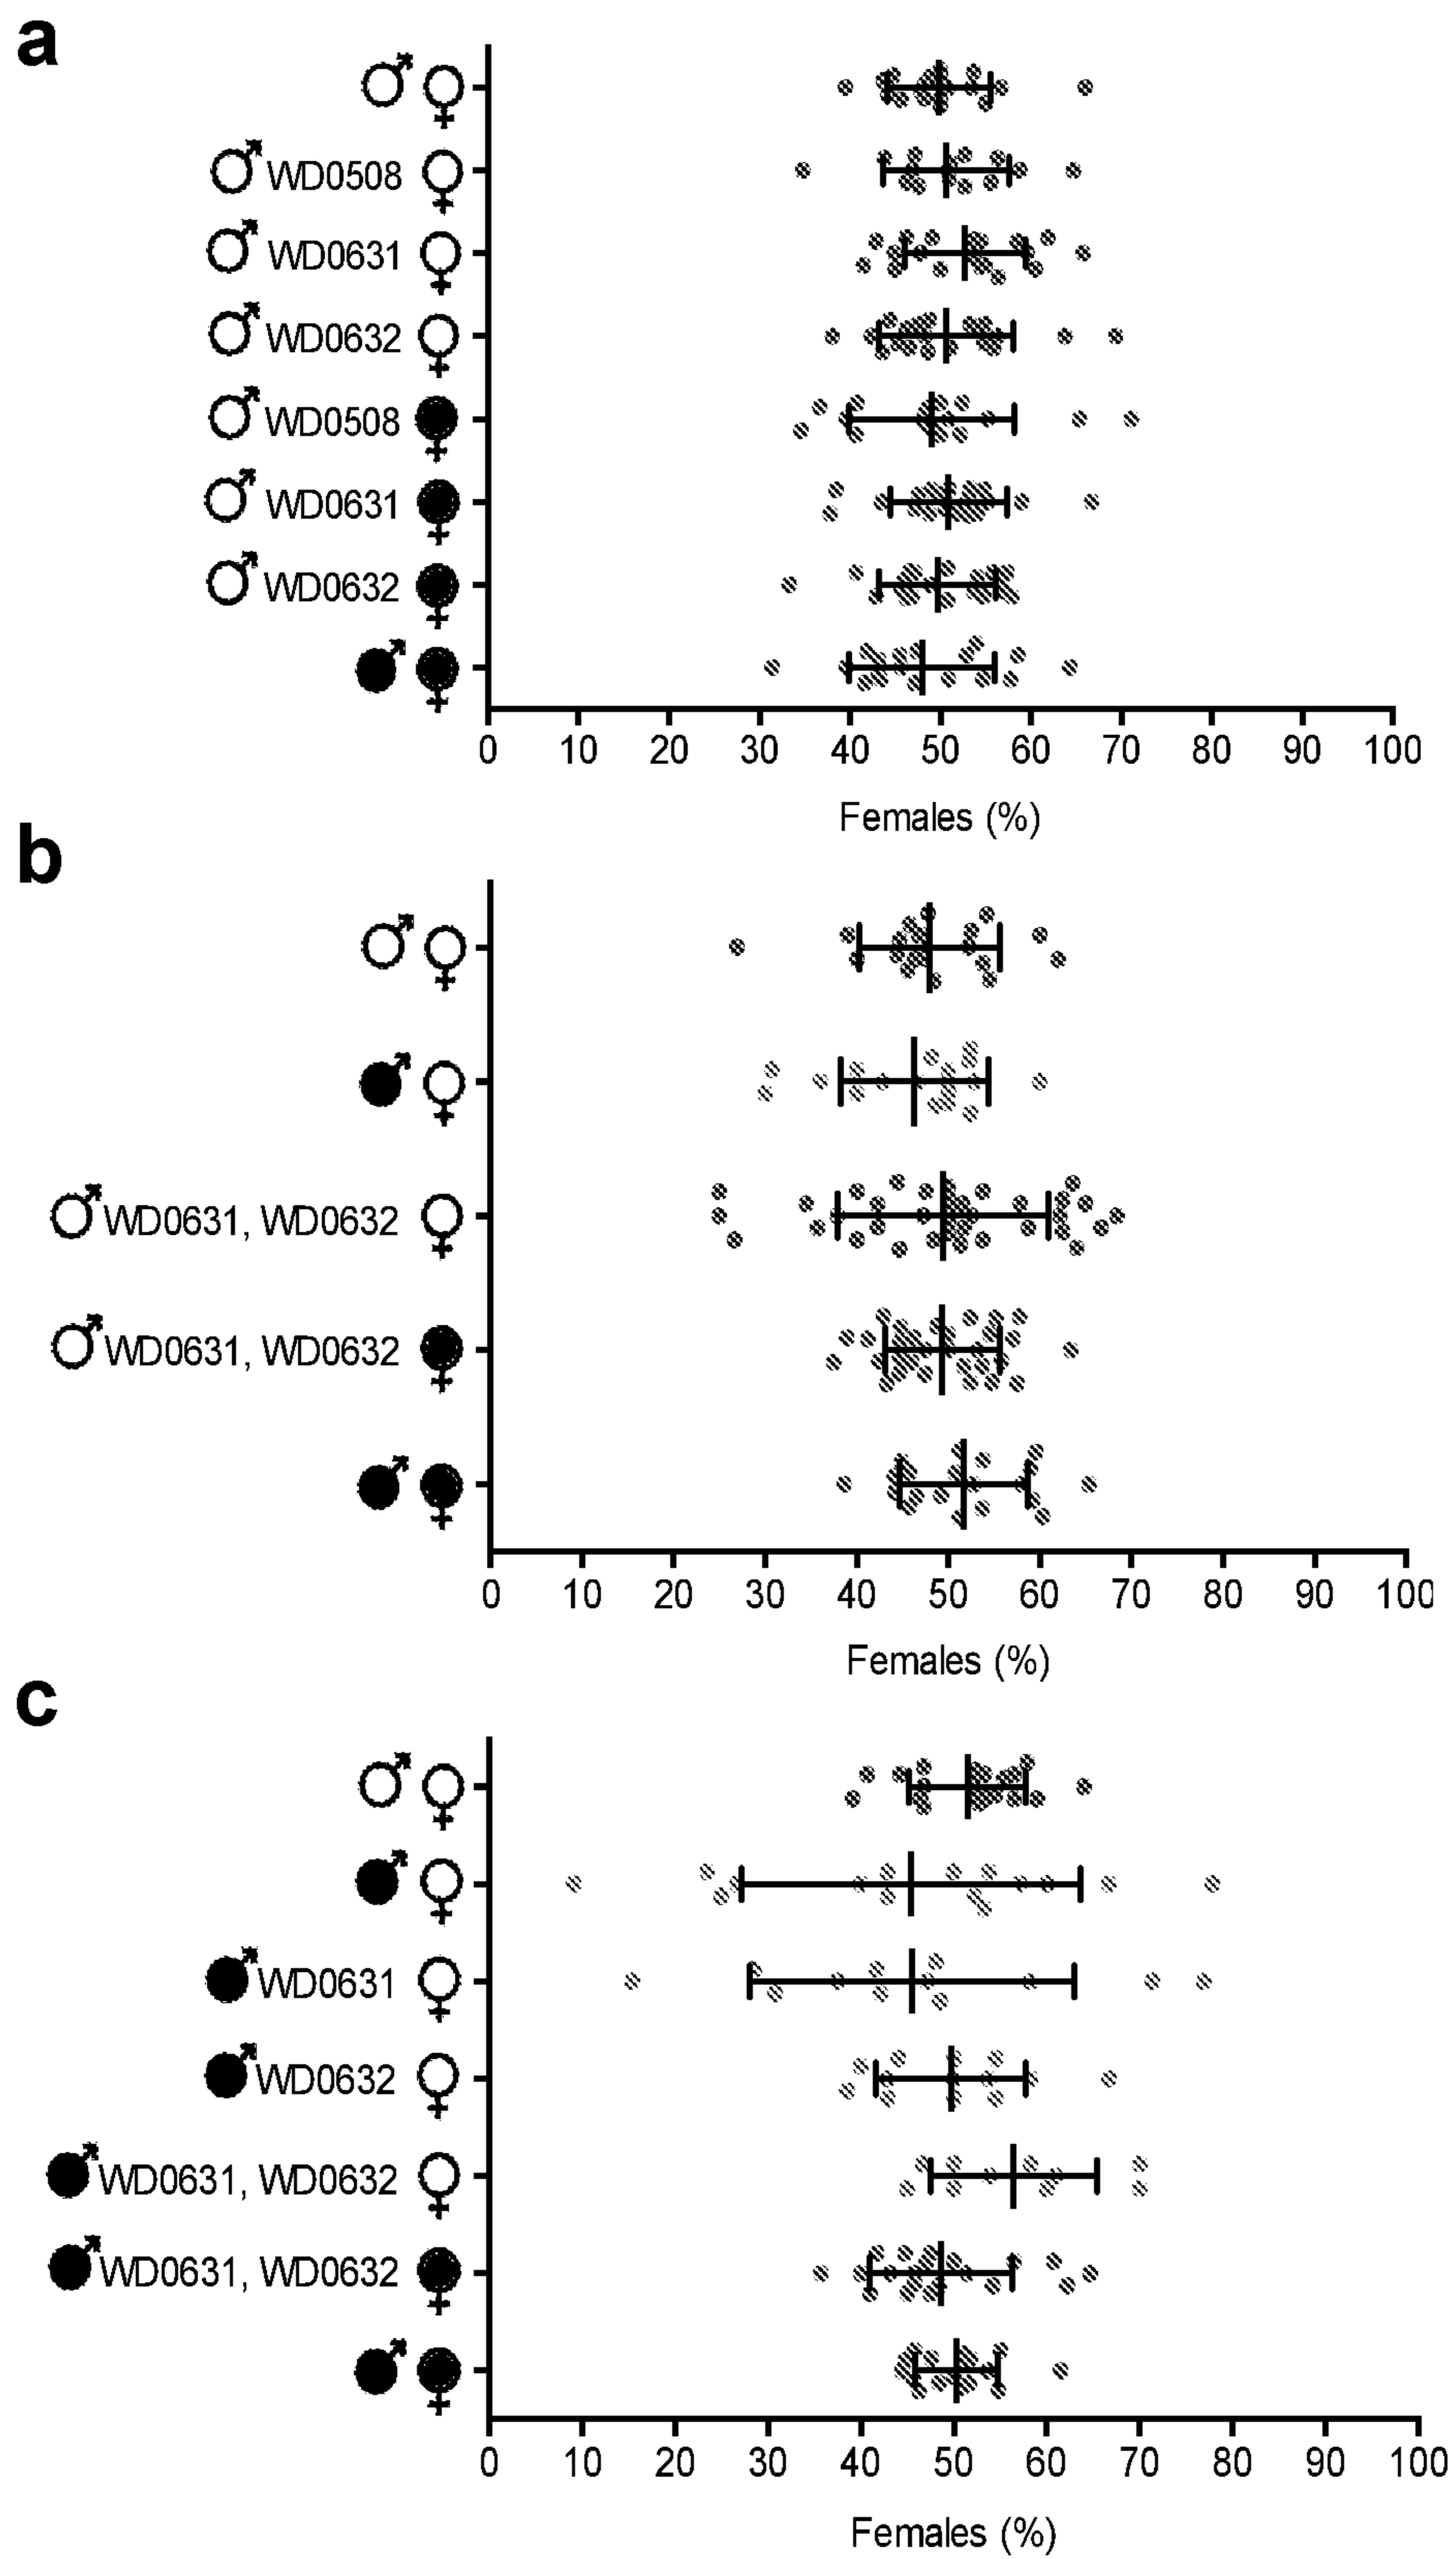 a
♂ ♀
♂ WD0508 ♀
♂ WD0631 ♀
♂ WD0632 ♀
♂ WD0508 ♀
♂ WD0631 ♀
♂ WD0632 ♀
♂ ♀
0 10 20 30 40 50 60 70 80 90 100
Females (%)
b
♂ ♀
♂ ♀
♂ WD0631, WD0632 ♀
♂ WD0631, WD0632 ♀
♂ ♀
0 10 20 30 40 50 60 70 80 90 100
Females (%)
c
♂ ♀
♂ ♀
♂ WD0631 ♀
♂ WD0632 ♀
♂ WD0631, WD0632 ♀
♂ WD0631, WD0632 ♀
♂ ♀
0 10 20 30 40 50 60 70 80 90 100
Females (%)